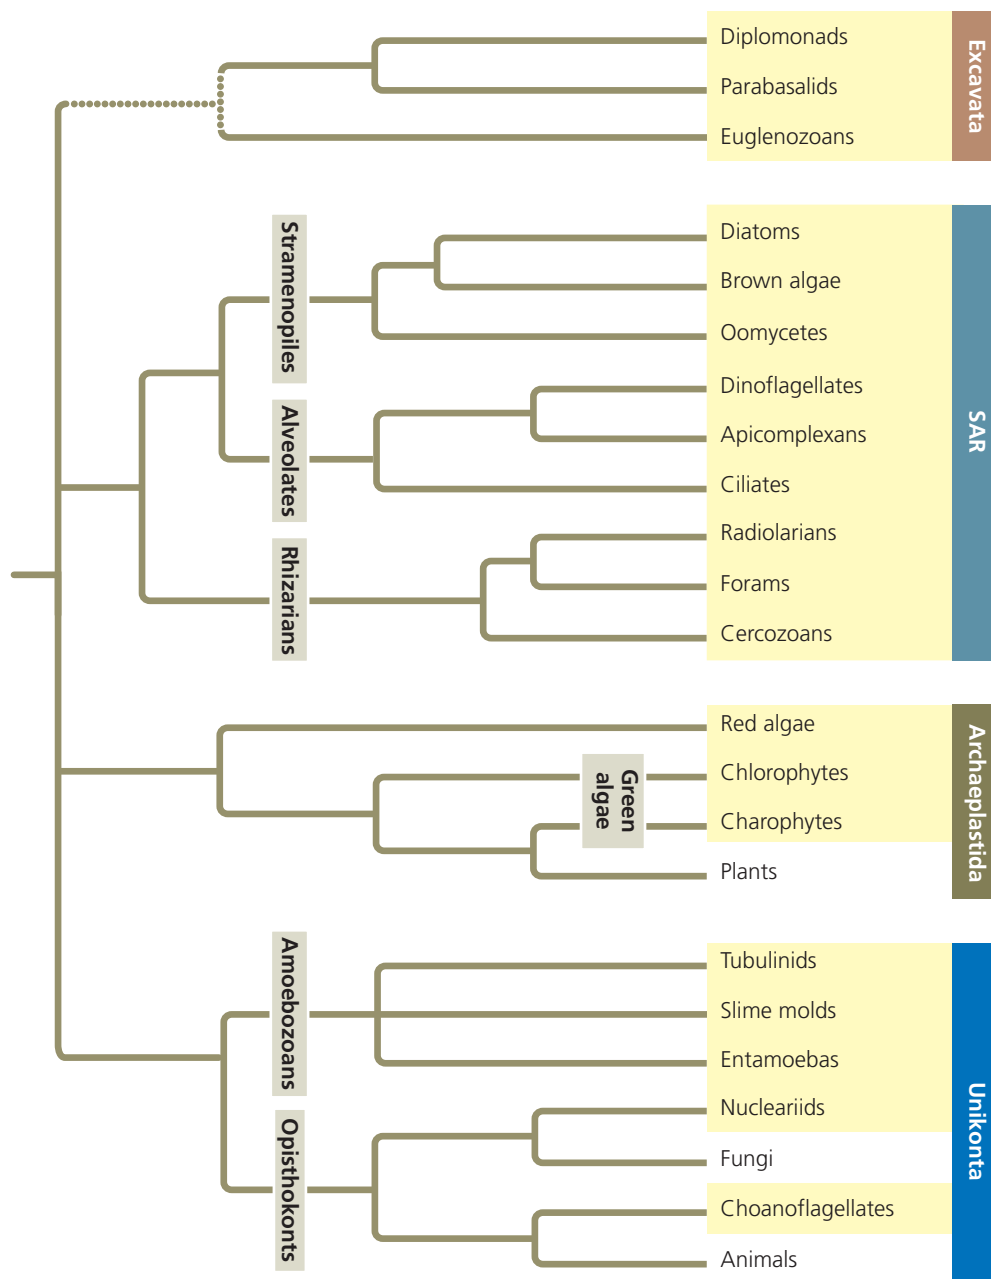 Diplomonads
Parabasalids
Euglenozoans
Excavata
Stramenopiles
Diatoms
Brown algae
Oomycetes
Alveolates
Dinoflagellates
Apicomplexans
Ciliates
Rhizarians
Radiolarians
Forams
Cercozoans
SAR
Red algae
Green
algae
Chlorophytes
Charophytes
Plants
Archaeplastida
Amoebozoans
Tubulinids
Slime molds
Entamoebas
Opisthokonts
Nucleariids
Fungi
Choanoflagellates
Animals
Unikonta